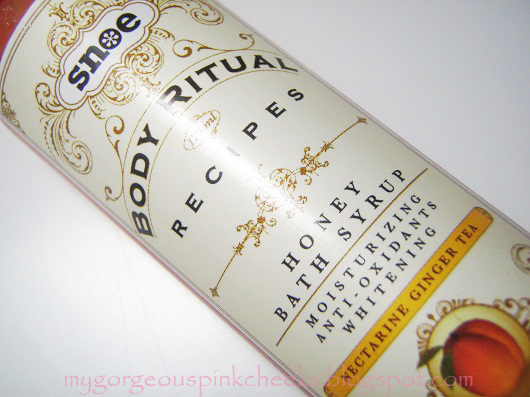 snoe
BODY RITUAL
RECIPES
HONEY
BATH SYRUP
MOISTURIZING
ANTI-OXIDANTS
WHITENING
NECTARINE GINGER TEA
mygorgeouspinkcheeks.blogspot.com